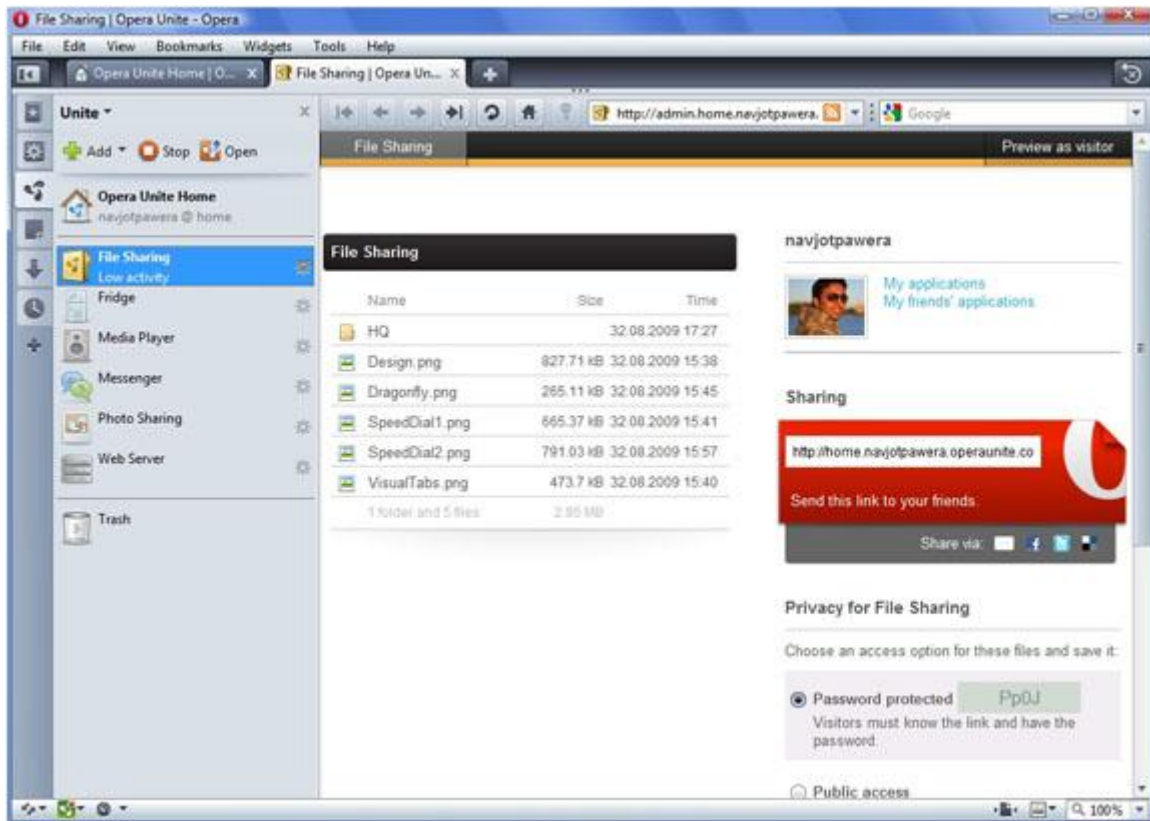 File Sharing | Opera Unite - Opera
File Edit View Bookmarks Widgets Tools Help
Opera Unite Home | O... File Sharing | Opera Un...
Unite
http://admin.home.navjotpawera.
Google
Add Stop Open
File Sharing
Preview as visitor
Opera Unite Home
navjotpawera @ home
File Sharing
Low activity
Fridge
Media Player
Messenger
Photo Sharing
Web Server
Trash
File Sharing
Name Size Time
HQ 32.08.2009 17:27
Design.png 827.71 kB 32.08.2009 15:38
Dragonfly.png 265.11 kB 32.08.2009 15:45
SpeedDial1.png 665.37 kB 32.08.2009 15:41
SpeedDial2.png 791.03 kB 32.08.2009 15:57
VisualTabs.png 473.7 kB 32.08.2009 15:40
1 folder and 5 files 2.95 MB
navjotpawera
My applications
My friends' applications
Sharing
http://home.navjotpawera.operaunite.co
Send this link to your friends.
Share via:
Privacy for File Sharing
Choose an access option for these files and save it:
Password protected Pp0J
Visitors must know the link and have the
password.
Public access
100%